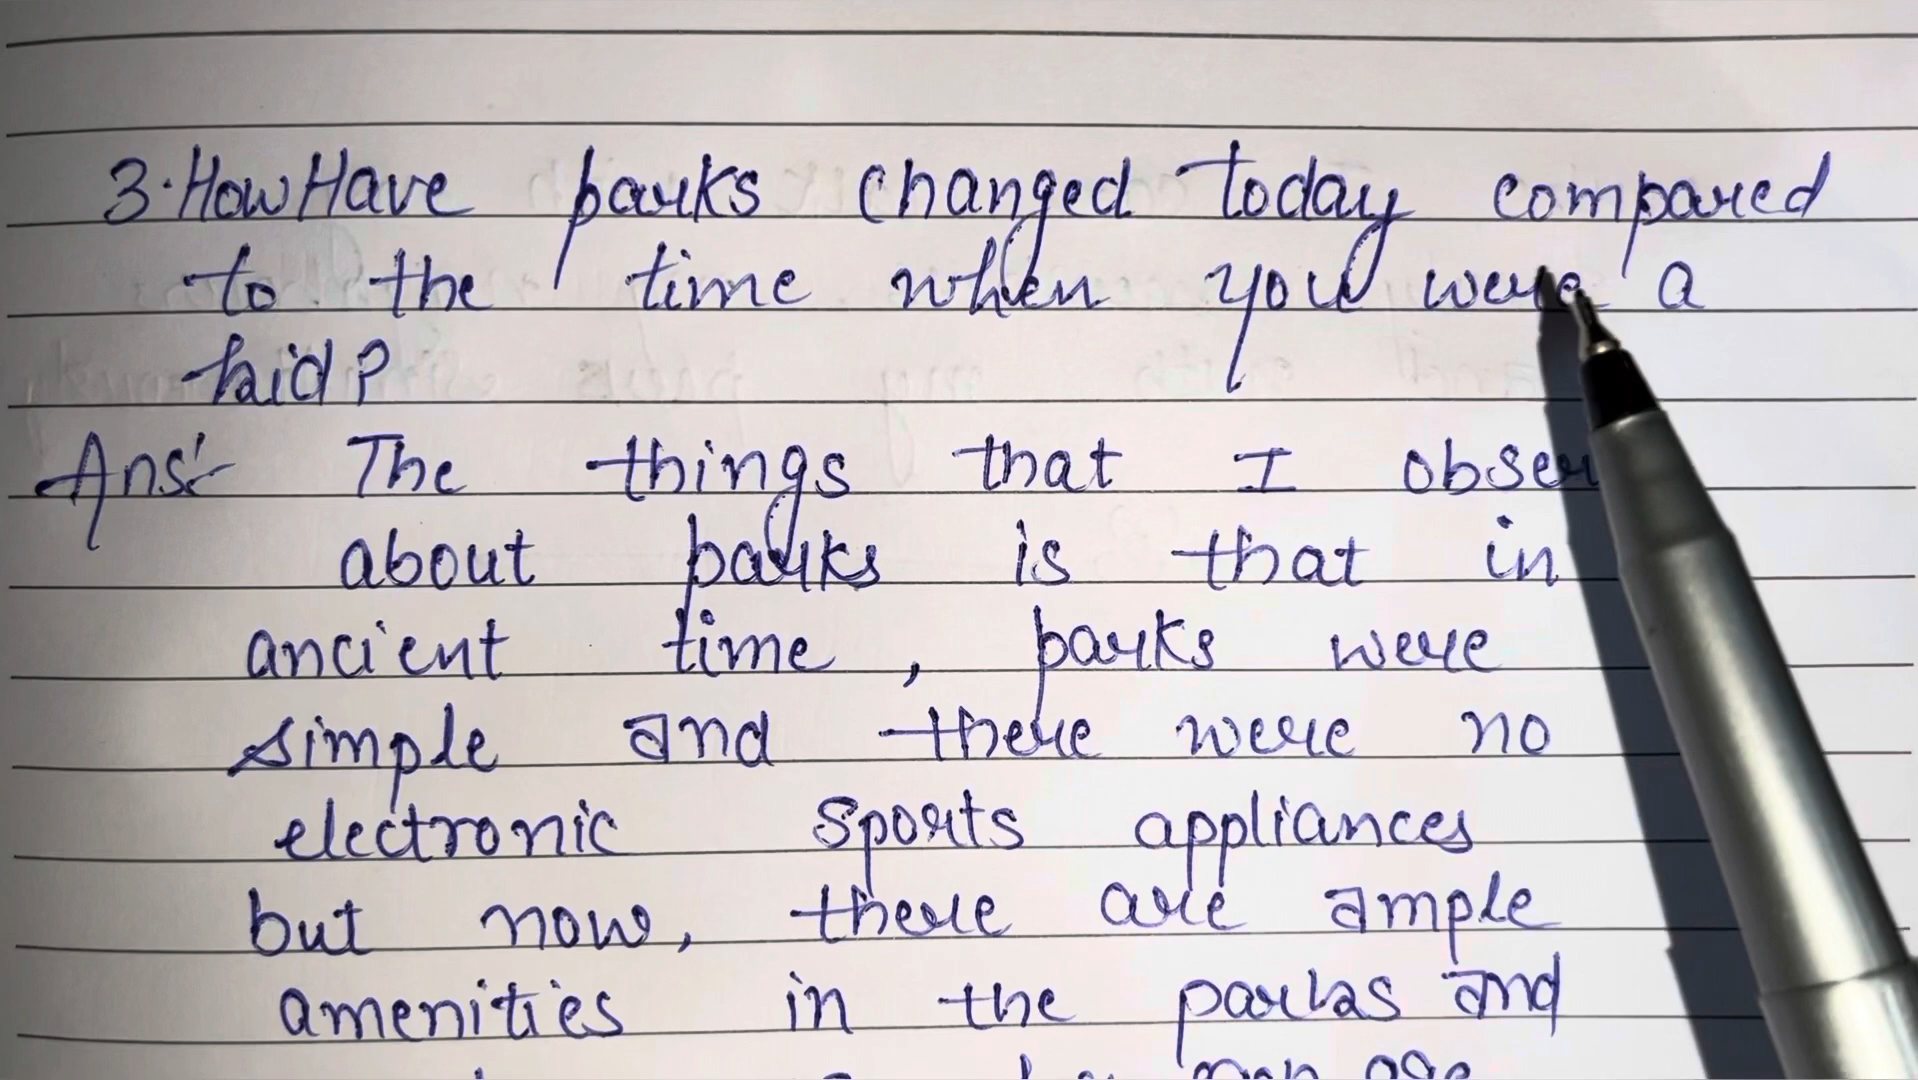 3. How Have parks changed today compared
to the time when you were a
kid?
Ans:- The things that I
about parks is that in
ancient time, parks were
simple and there were no
electronic sports appliances
but now, there are ample
amenities in the parks and